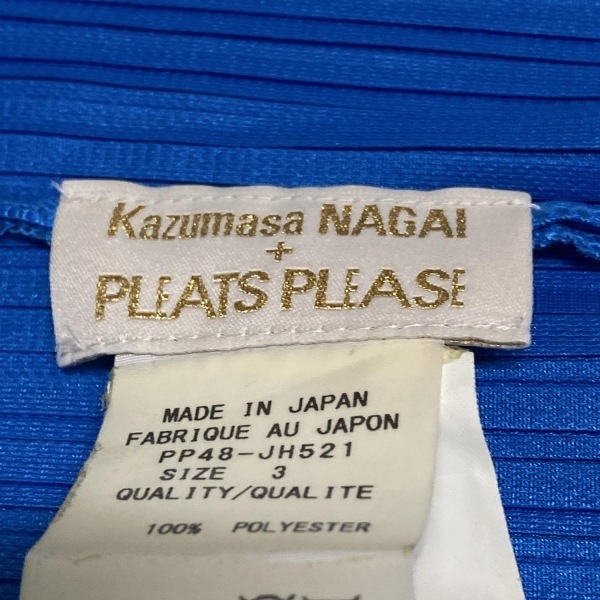 Kazumasa NAGAI
+
PLEATS PLEASE
MADE IN JAPAN
FABRIQUE AU JAPON
PP48-JH521
SIZE 3
QUALITY/QUALITE
100% POLYESTER